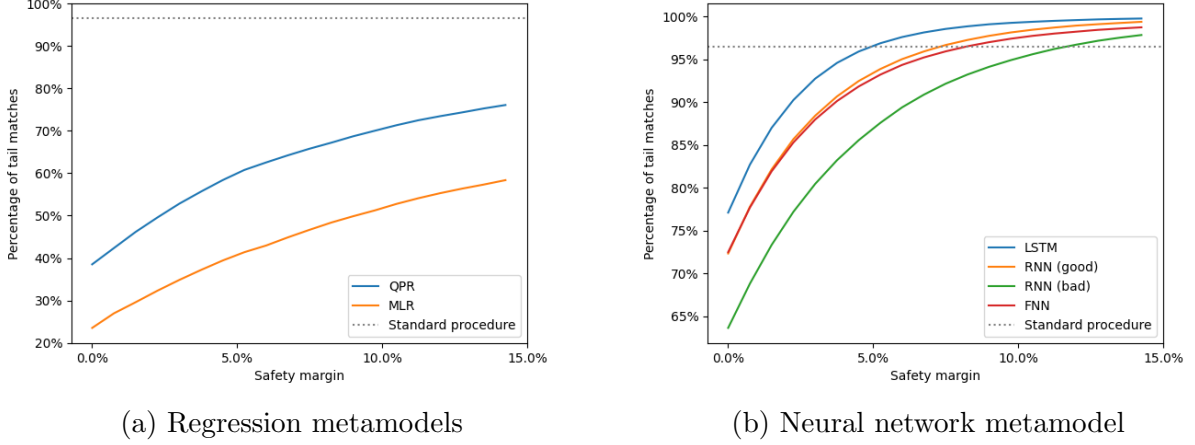 100%
90%
80%
70%
60%
50%
40%
30%
20%
Percentage of tail matches
QPR
MLR
Standard procedure
0.0%
5.0%
10.0%
15.0%
Safety margin
(a) Regression metamodels
100%
95%
90%
85%
80%
75%
70%
65%
Percentage of tail matches
LSTM
RNN (good)
RNN (bad)
FNN
Standard procedure
0.0%
5.0%
10.0%
15.0%
Safety margin
(b) Neural network metamodel